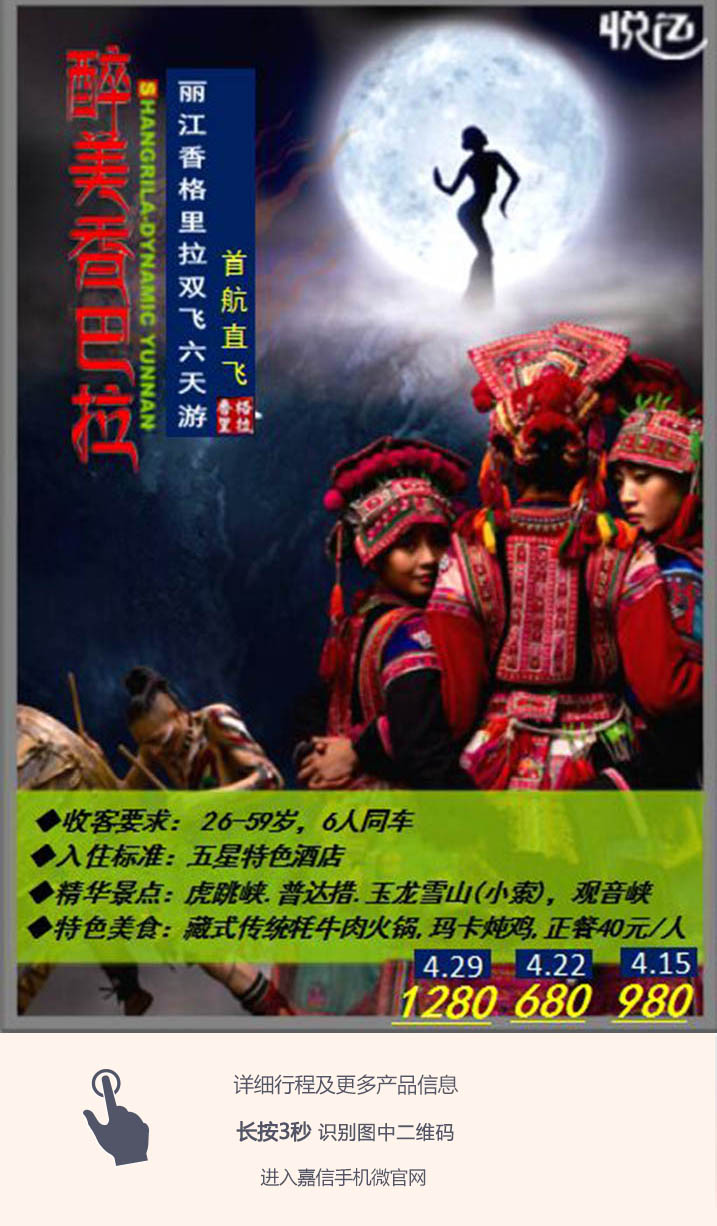 悦途
醉美香巴拉
SHANGRILA.DYNAMIC YUNNAN
丽江香格里拉双飞六天游
首航直飞
香格里拉
◆收客要求： 26-59岁，6人同车
◆入住标准：五星特色酒店
◆精华景点：虎跳峡.普达措.玉龙雪山(小索)，观音峡
◆特色美食：藏式传统牦牛肉火锅,玛卡炖鸡,正餐40元/人
4.29 4.22 4.15
1280 680 980
详细行程及更多产品信息
长按3秒 识别图中二维码
进入嘉信手机微官网